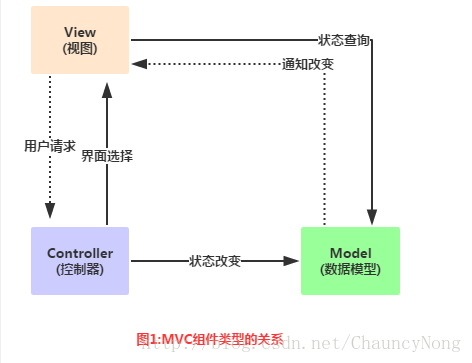 View
(视图)
状态查询
通知改变
用户请求
界面选择
Controller
(控制器)
状态改变
Model
(数据模型)
图1:MVC组件类型的关系
http://blog.csdn.net/ChauncyNong